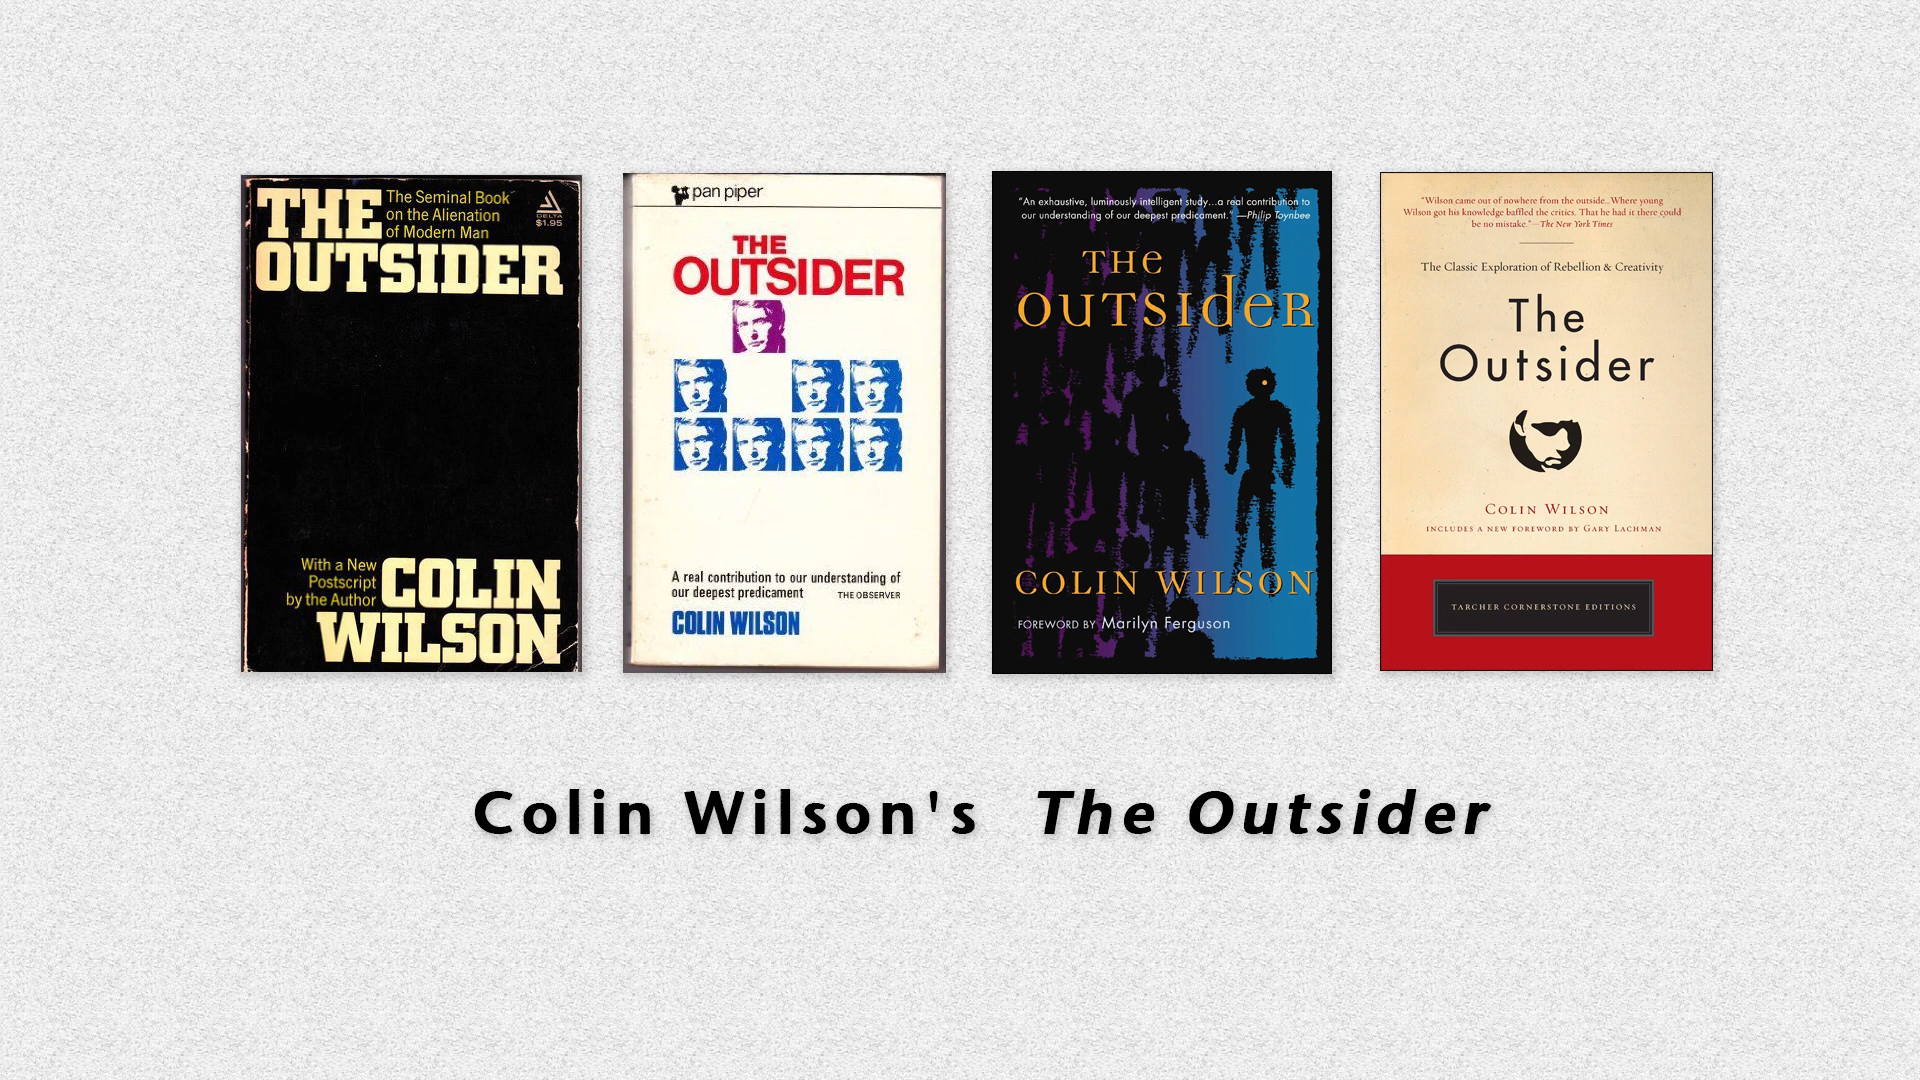 THE
OUTSIDER
The Seminal Book
on the Alienation
of Modern Man
DELTA
$1.95
With a New
Postscript
by the Author
COLIN
WILSON
pan piper
THE
OUTSIDER
A real contribution to our understanding of
our deepest predicament THE OBSERVER
COLIN WILSON
"An exhaustive, luminously intelligent study...a real contribution to
our understanding of our deepest predicament." —Philip Toynbee
THE
OUTSIDER
COLIN WILSON
FOREWORD BY Marilyn Ferguson
"Wilson came out of nowhere from the outside...Where young
Wilson got his knowledge baffled the critics. That he had it there could
be no mistake."—The New York Times
The Classic Exploration of Rebellion & Creativity
The
Outsider
COLIN WILSON
INCLUDES A NEW FOREWORD BY GARY LACHMAN
TARCHER CORNERSTONE EDITIONS
Colin Wilson's The Outsider